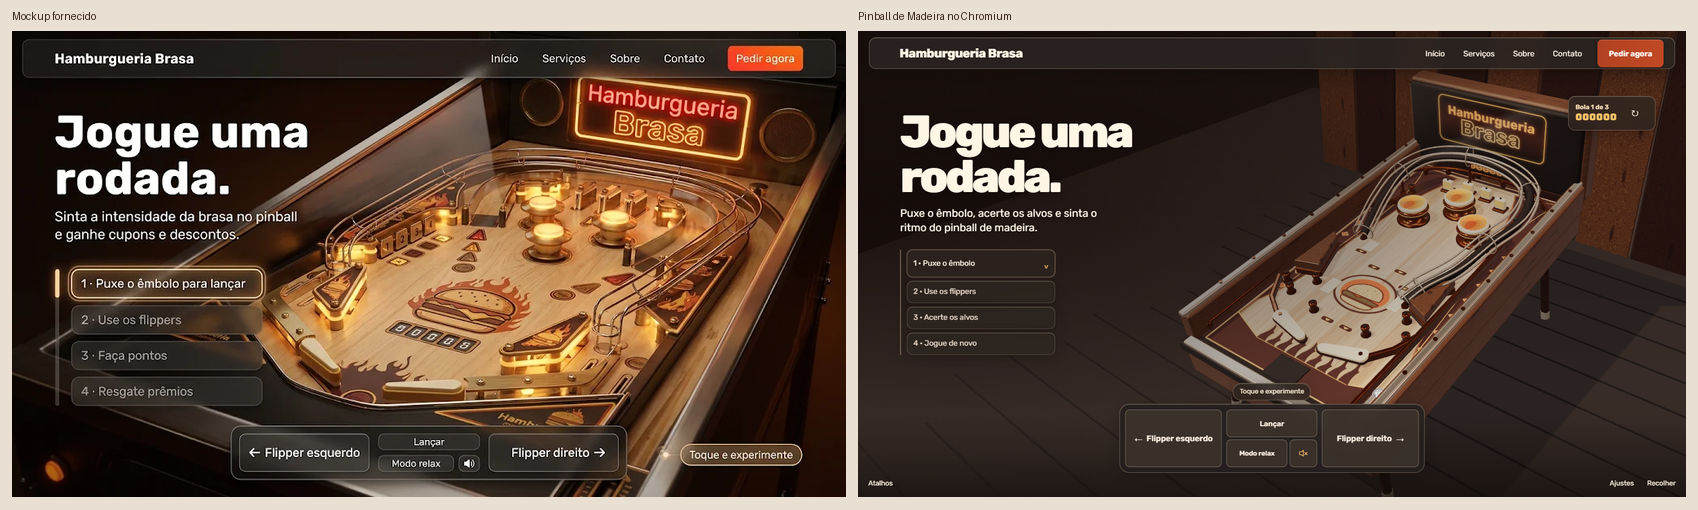 Mockup fornecido
Hamburgueria Brasa
Início
Serviços
Sobre
Contato
Pedir agora
Hamburgueria
Brasa
Jogue uma
rodada.
Sinta a intensidade da brasa no pinball
e ganhe cupons e descontos.
1 · Puxe o êmbolo para lançar
2 · Use os flippers
3 · Faça pontos
4 · Resgate prêmios
← Flipper esquerdo
Lançar
Modo relax
Flipper direito →
Toque e experimente
Pinball de Madeira no Chromium
Hamburgueria Brasa
Início
Serviços
Sobre
Contato
Pedir agora
Bola 1 de 3
000000
Hamburgueria
Brasa
Jogue uma
rodada.
Puxe o êmbolo, acerte os alvos e sinta o
ritmo do pinball de madeira.
1 • Puxe o êmbolo
2 • Use os flippers
3 • Acerte os alvos
4 • Jogue de novo
Toque e experimente
← Flipper esquerdo
Lançar
Modo relax
Flipper direito →
Atalhos
Ajustes
Recolher